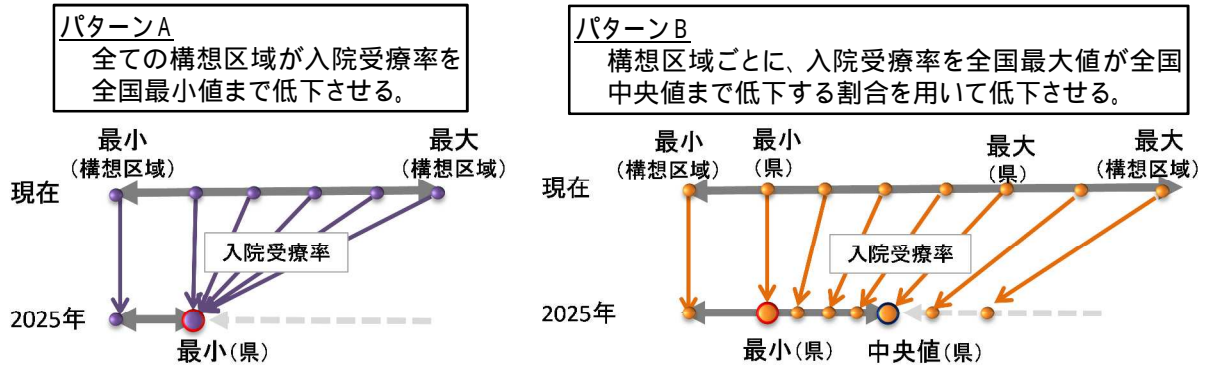 パターンA
全ての構想区域が入院受療率を
全国最小値まで低下させる。
最小
(構想区域)
最大
(構想区域)
現在
入院受療率
2025年
最小(県)
パターンB
構想区域ごとに、入院受療率を全国最大値が全国
中央値まで低下する割合を用いて低下させる。
最小
(構想区域)
最小
(県)
最大
(県)
最大
(構想区域)
現在
入院受療率
2025年
最小(県)
中央値(県)